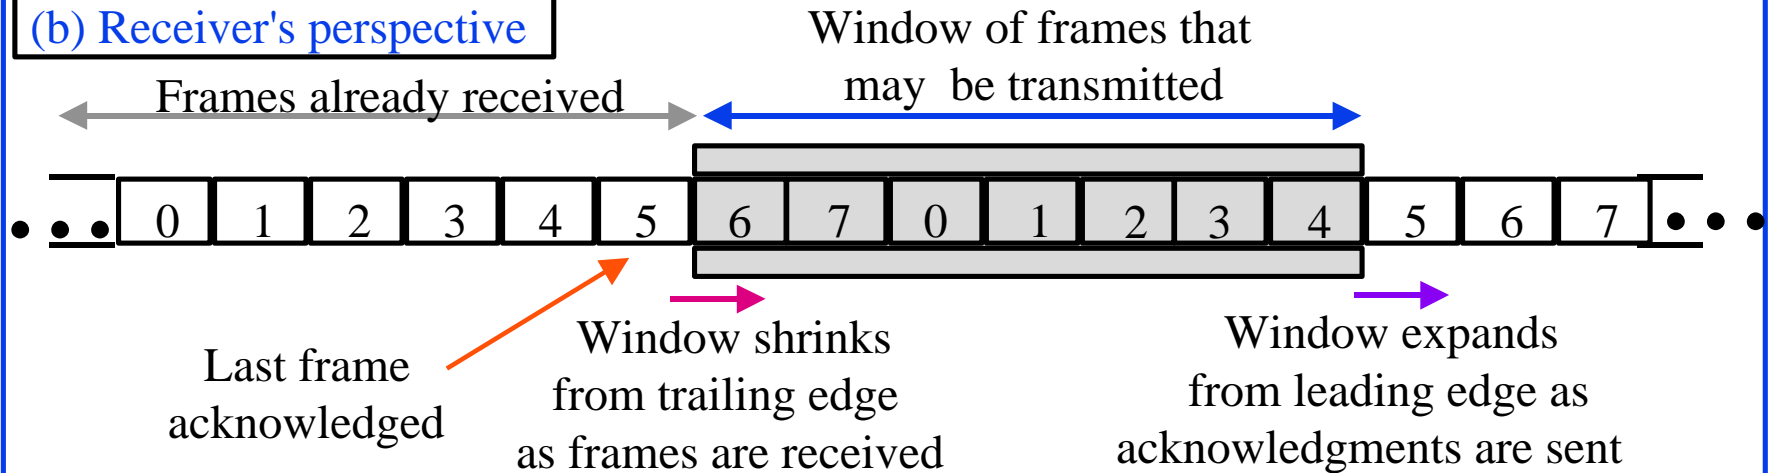 (b) Receiver's perspective
Window of frames that
may be transmitted
Frames already received
0 1 2 3 4 5 6 7 0 1 2 3 4 5 6 7
Last frame
acknowledged
Window shrinks
from trailing edge
as frames are received
Window expands
from leading edge as
acknowledgments are sent